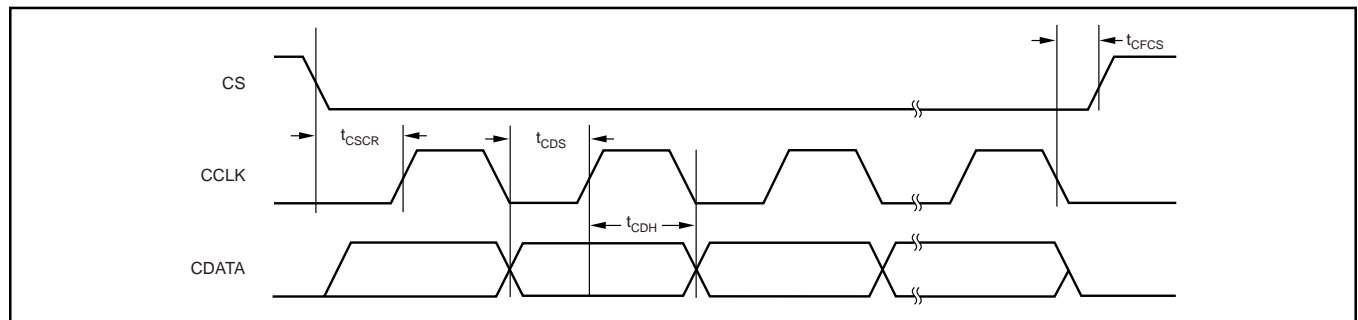 tCFCS
CS
tCSCR
tCDS
CCLK
tCDH
CDATA